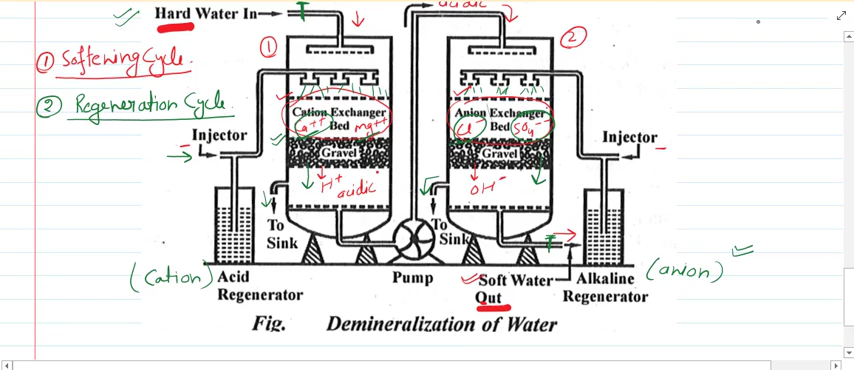 acidic
Hard Water In
① Softening Cycle.
② Regeneration Cycle
①
②
Cation Exchanger
Bed
Ca++ Mg++
Gravel
H+
acidic
Anion Exchanger
Bed
Cl- SO4--
Gravel
OH-
Injector
Injector
To
Sink
To
Sink
(Cation)
Acid
Regenerator
Pump
Soft Water
Out
Alkaline
Regenerator
(anion)
Fig. Demineralization of Water